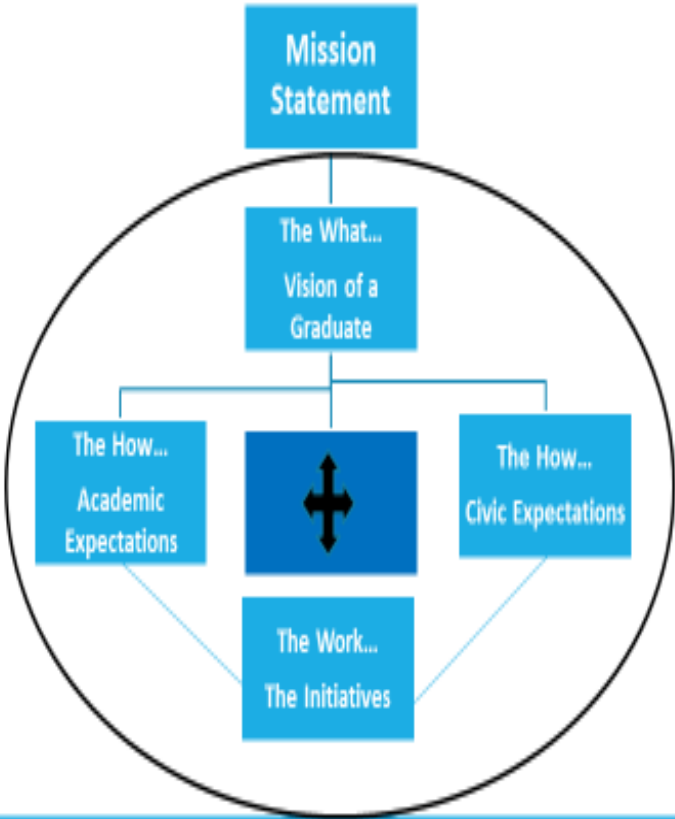 Mission
Statement
The What...
Vision of a
Graduate
The How...
Academic
Expectations
The How...
Civic Expectations
The Work...
The Initiatives